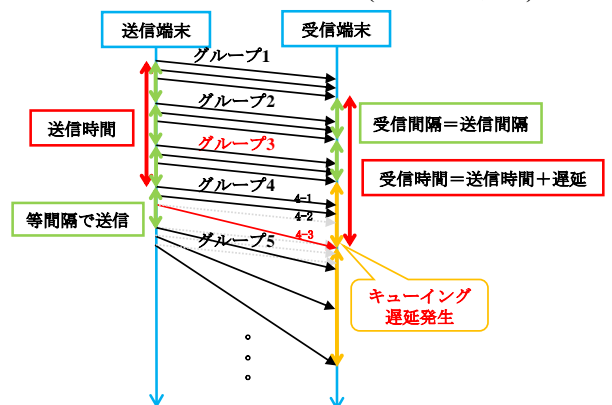 送信端末
受信端末
グループ1
グループ2
送信時間
受信間隔＝送信間隔
グループ3
受信時間＝送信時間＋遅延
グループ4
4-1
4-2
等間隔で送信
4-3
グループ5
キューイング
遅延発生
。
。
。